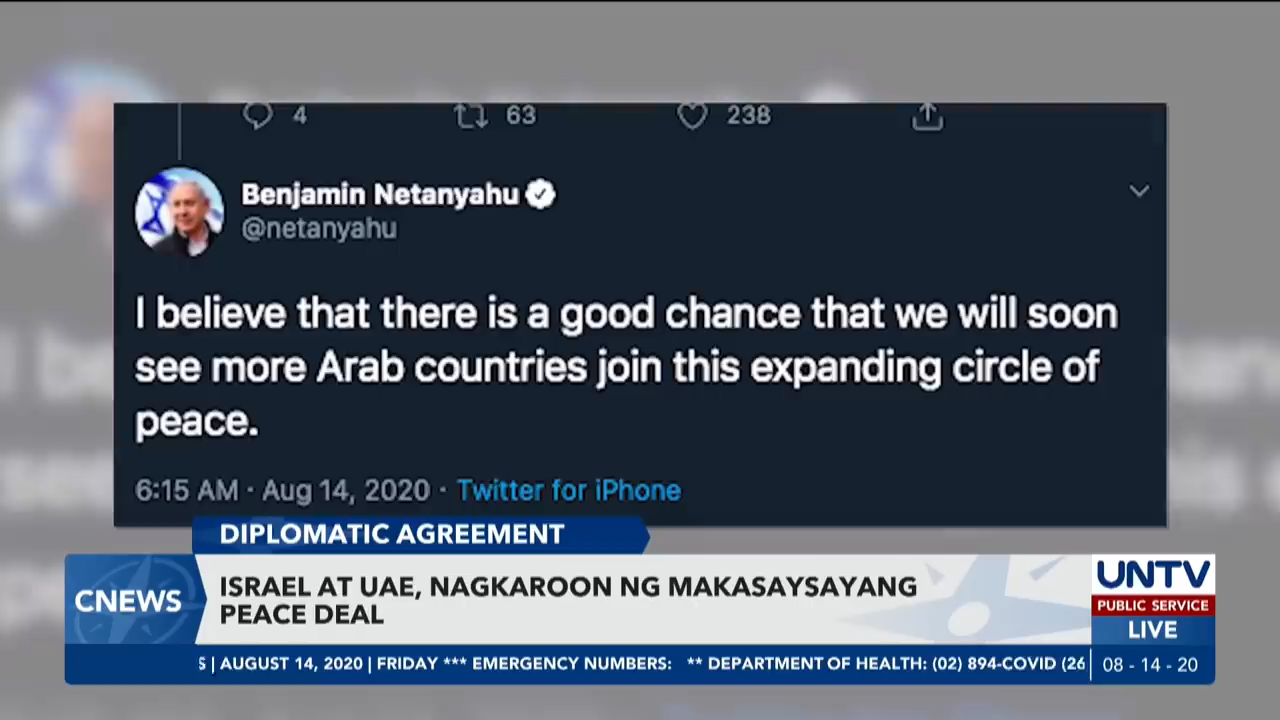 4 63 238
Benjamin Netanyahu
@netanyahu
I believe that there is a good chance that we will soon
see more Arab countries join this expanding circle of
peace.
6:15 AM · Aug 14, 2020 · Twitter for iPhone
DIPLOMATIC AGREEMENT
CNEWS
ISRAEL AT UAE, NAGKAROON NG MAKASAYSAYANG
PEACE DEAL
UNTV
PUBLIC SERVICE
LIVE
S | AUGUST 14, 2020 | FRIDAY *** EMERGENCY NUMBERS: ** DEPARTMENT OF HEALTH: (02) 894-COVID (26
08 - 14 - 20